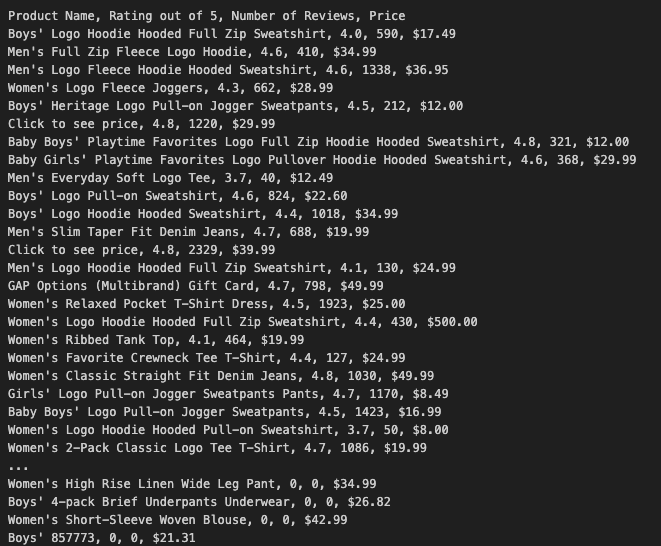 Product Name, Rating out of 5, Number of Reviews, Price
Boys' Logo Hoodie Hooded Full Zip Sweatshirt, 4.0, 590, $17.49
Men's Full Zip Fleece Logo Hoodie, 4.6, 410, $34.99
Men's Logo Fleece Hoodie Hooded Sweatshirt, 4.6, 1338, $36.95
Women's Logo Fleece Joggers, 4.3, 662, $28.99
Boys' Heritage Logo Pull-on Jogger Sweatpants, 4.5, 212, $12.00
Click to see price, 4.8, 1220, $29.99
Baby Boys' Playtime Favorites Logo Full Zip Hoodie Hooded Sweatshirt, 4.8, 321, $12.00
Baby Girls' Playtime Favorites Logo Pullover Hoodie Hooded Sweatshirt, 4.6, 368, $29.99
Men's Everyday Soft Logo Tee, 3.7, 40, $12.49
Boys' Logo Pull-on Sweatshirt, 4.6, 824, $22.60
Boys' Logo Hoodie Hooded Sweatshirt, 4.4, 1018, $34.99
Men's Slim Taper Fit Denim Jeans, 4.7, 688, $19.99
Click to see price, 4.8, 2329, $39.99
Men's Logo Hoodie Hooded Full Zip Sweatshirt, 4.1, 130, $24.99
GAP Options (Multibrand) Gift Card, 4.7, 798, $49.99
Women's Relaxed Pocket T-Shirt Dress, 4.5, 1923, $25.00
Women's Logo Hoodie Hooded Full Zip Sweatshirt, 4.4, 430, $500.00
Women's Ribbed Tank Top, 4.1, 464, $19.99
Women's Favorite Crewneck Tee T-Shirt, 4.4, 127, $24.99
Women's Classic Straight Fit Denim Jeans, 4.8, 1030, $49.99
Girls' Logo Pull-on Jogger Sweatpants Pants, 4.7, 1170, $8.49
Baby Boys' Logo Pull-on Jogger Sweatpants, 4.5, 1423, $16.99
Women's Logo Hoodie Hooded Pull-on Sweatshirt, 3.7, 50, $8.00
Women's 2-Pack Classic Logo Tee T-Shirt, 4.7, 1086, $19.99
...
Women's High Rise Linen Wide Leg Pant, 0, 0, $34.99
Boys' 4-pack Brief Underpants Underwear, 0, 0, $26.82
Women's Short-Sleeve Woven Blouse, 0, 0, $42.99
Boys' 857773, 0, 0, $21.31